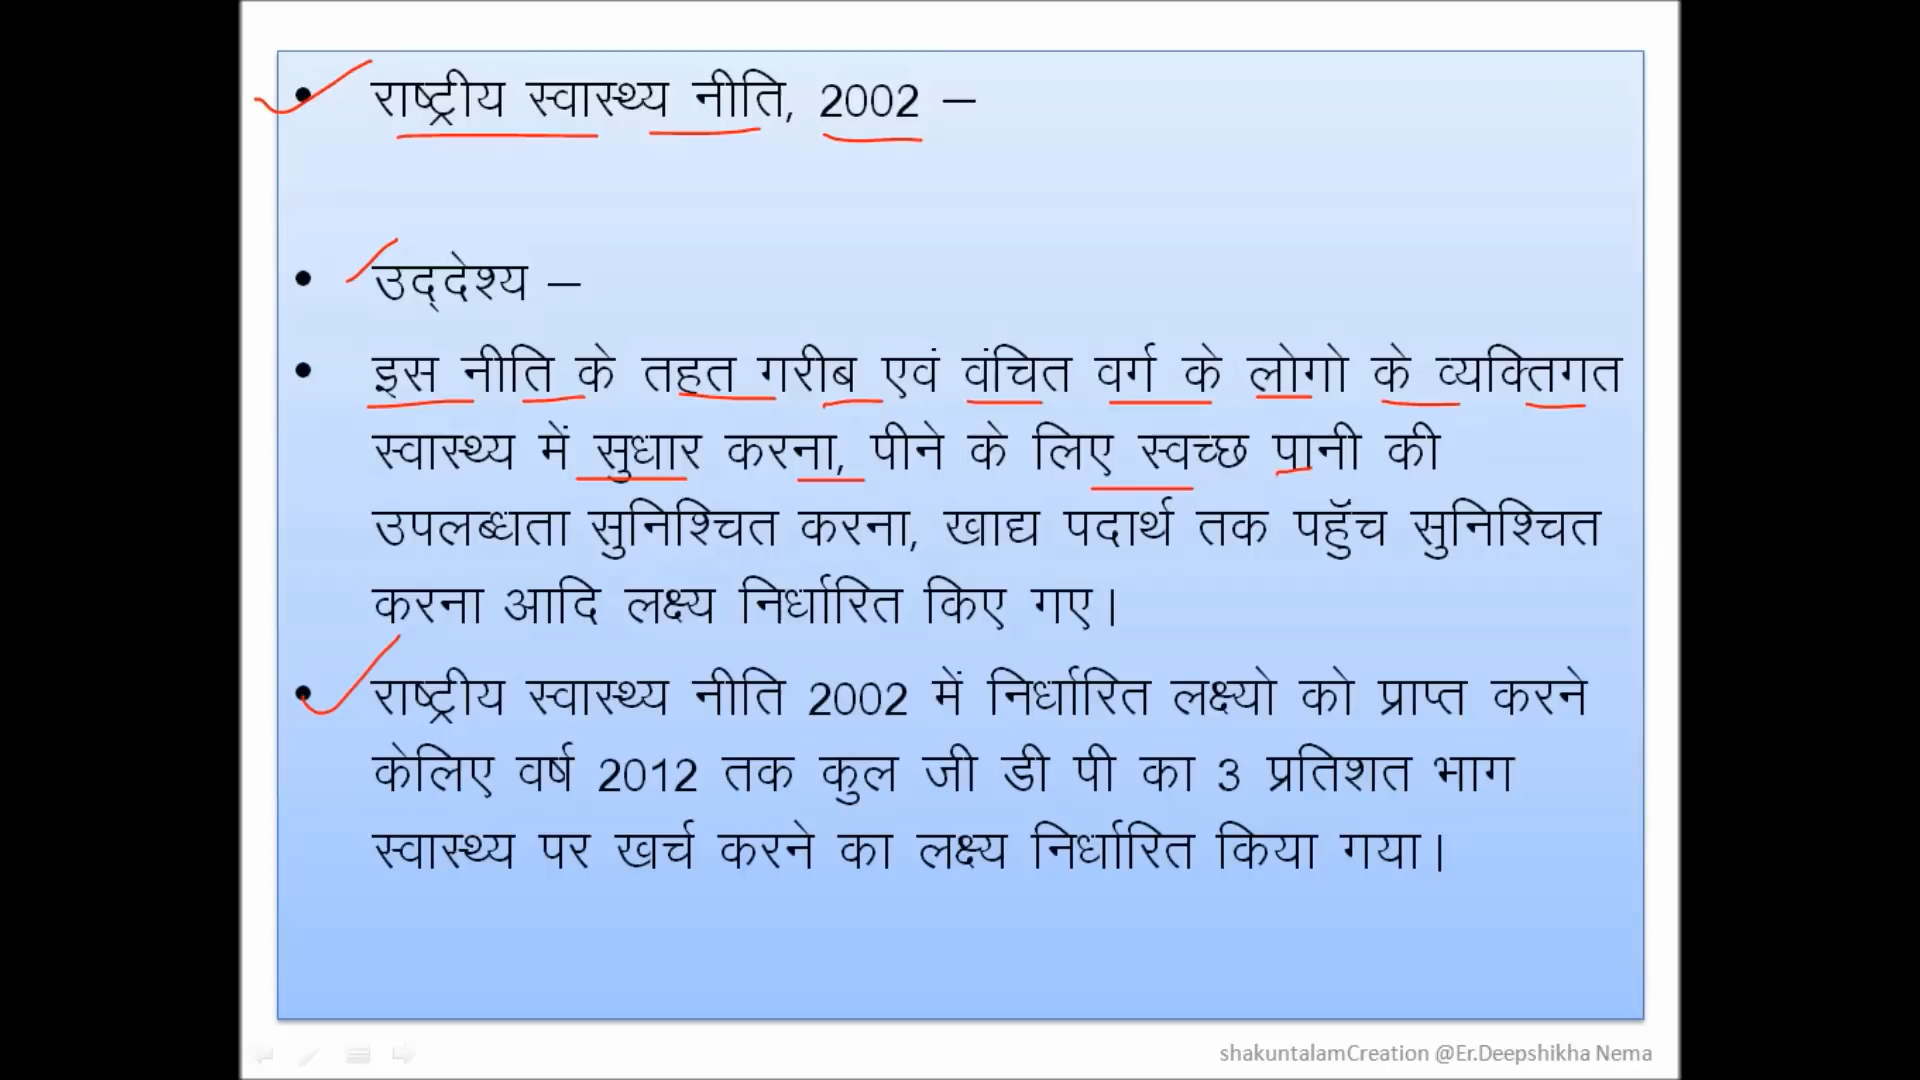 • राष्ट्रीय स्वास्थ्य नीति, 2002 –
• उद्‌देश्य –
• इस नीति के तहत गरीब एवं वंचित वर्ग के लोगो के व्यक्तिगत
स्वास्थ्य में सुधार करना, पीने के लिए स्वच्छ पानी की
उपलब्धता सुनिश्चित करना, खाद्य पदार्थ तक पहुॅच सुनिश्चित
करना आदि लक्ष्य निर्धारित किए गए।
• राष्ट्रीय स्वास्थ्य नीति 2002 में निर्धारित लक्ष्यो को प्राप्त करने
केलिए वर्ष 2012 तक कुल जी डी पी का 3 प्रतिशत भाग
स्वास्थ्य पर खर्च करने का लक्ष्य निर्धारित किया गया।
shakuntalamCreation @Er.Deepshikha Nema